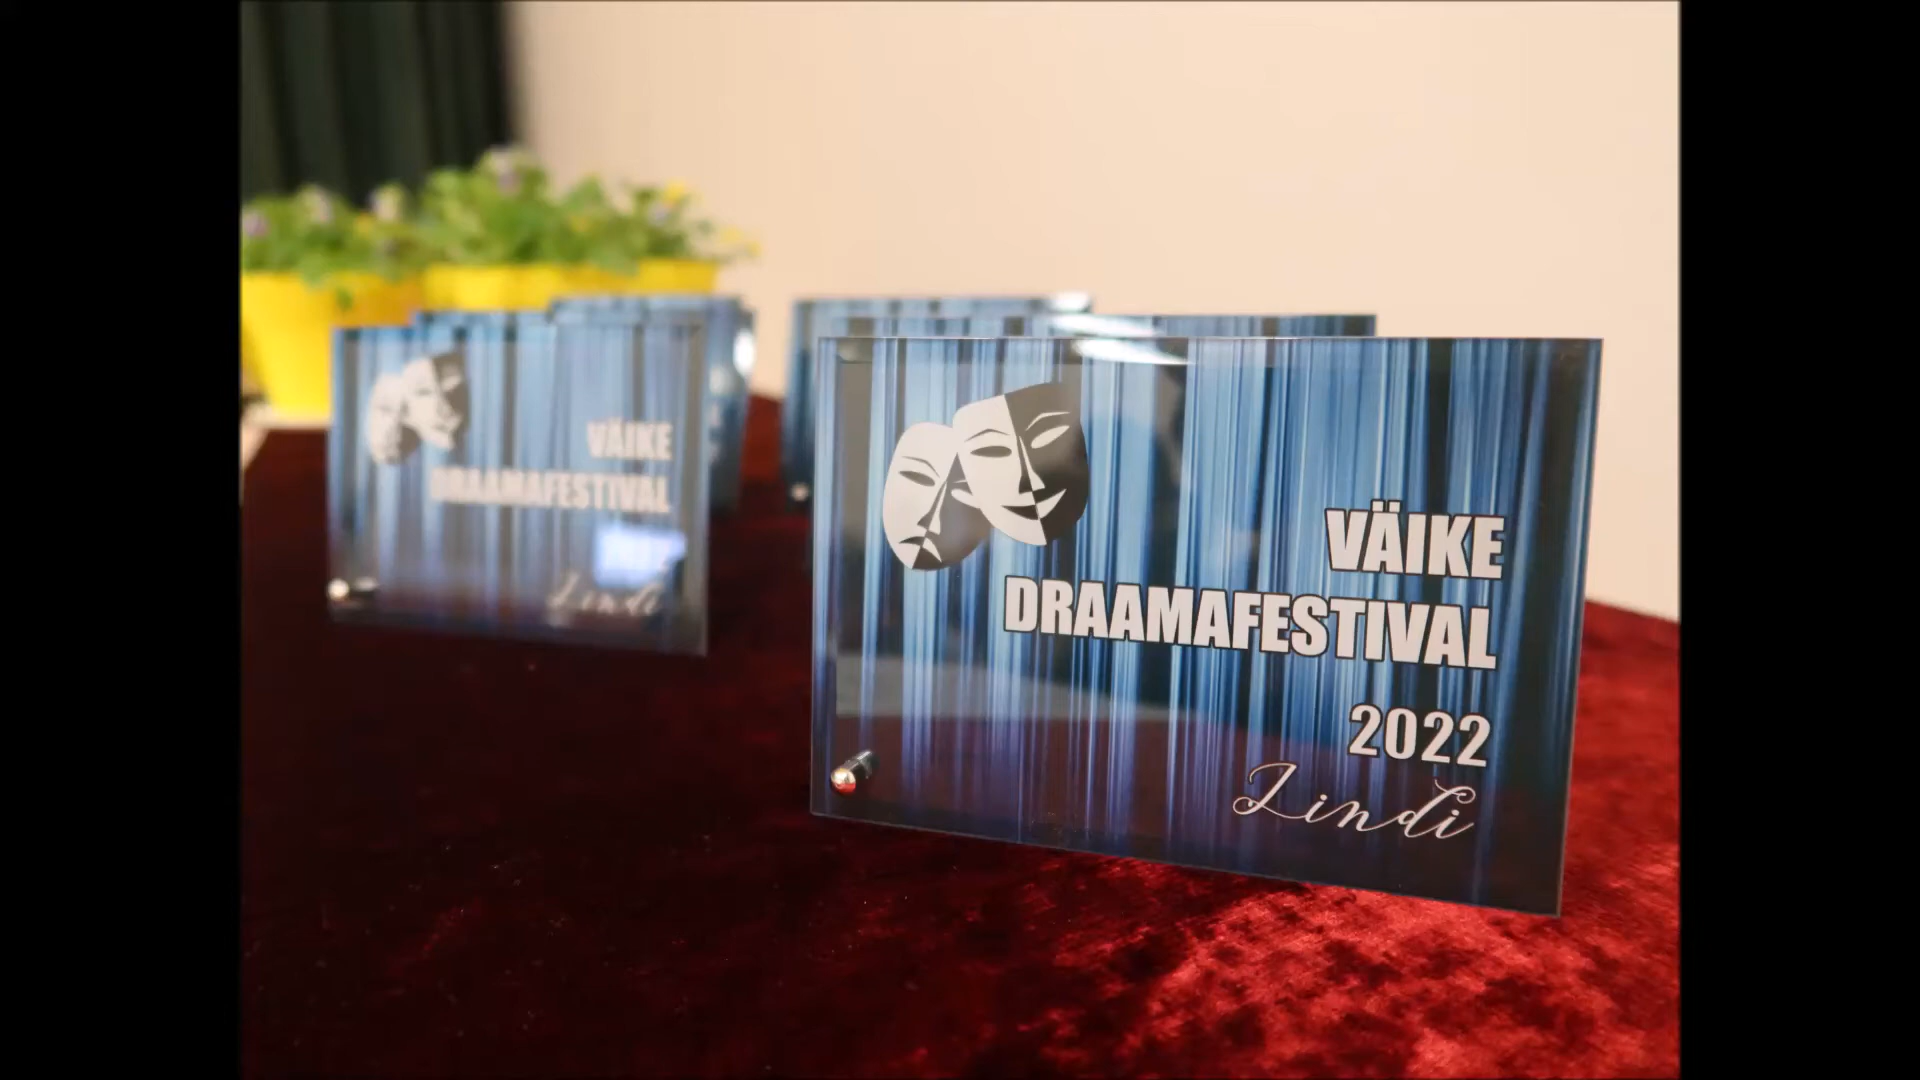 VÄIKE
DRAAMAFESTIVAL
Lindi
VÄIKE
DRAAMAFESTIVAL
2022
Lindi